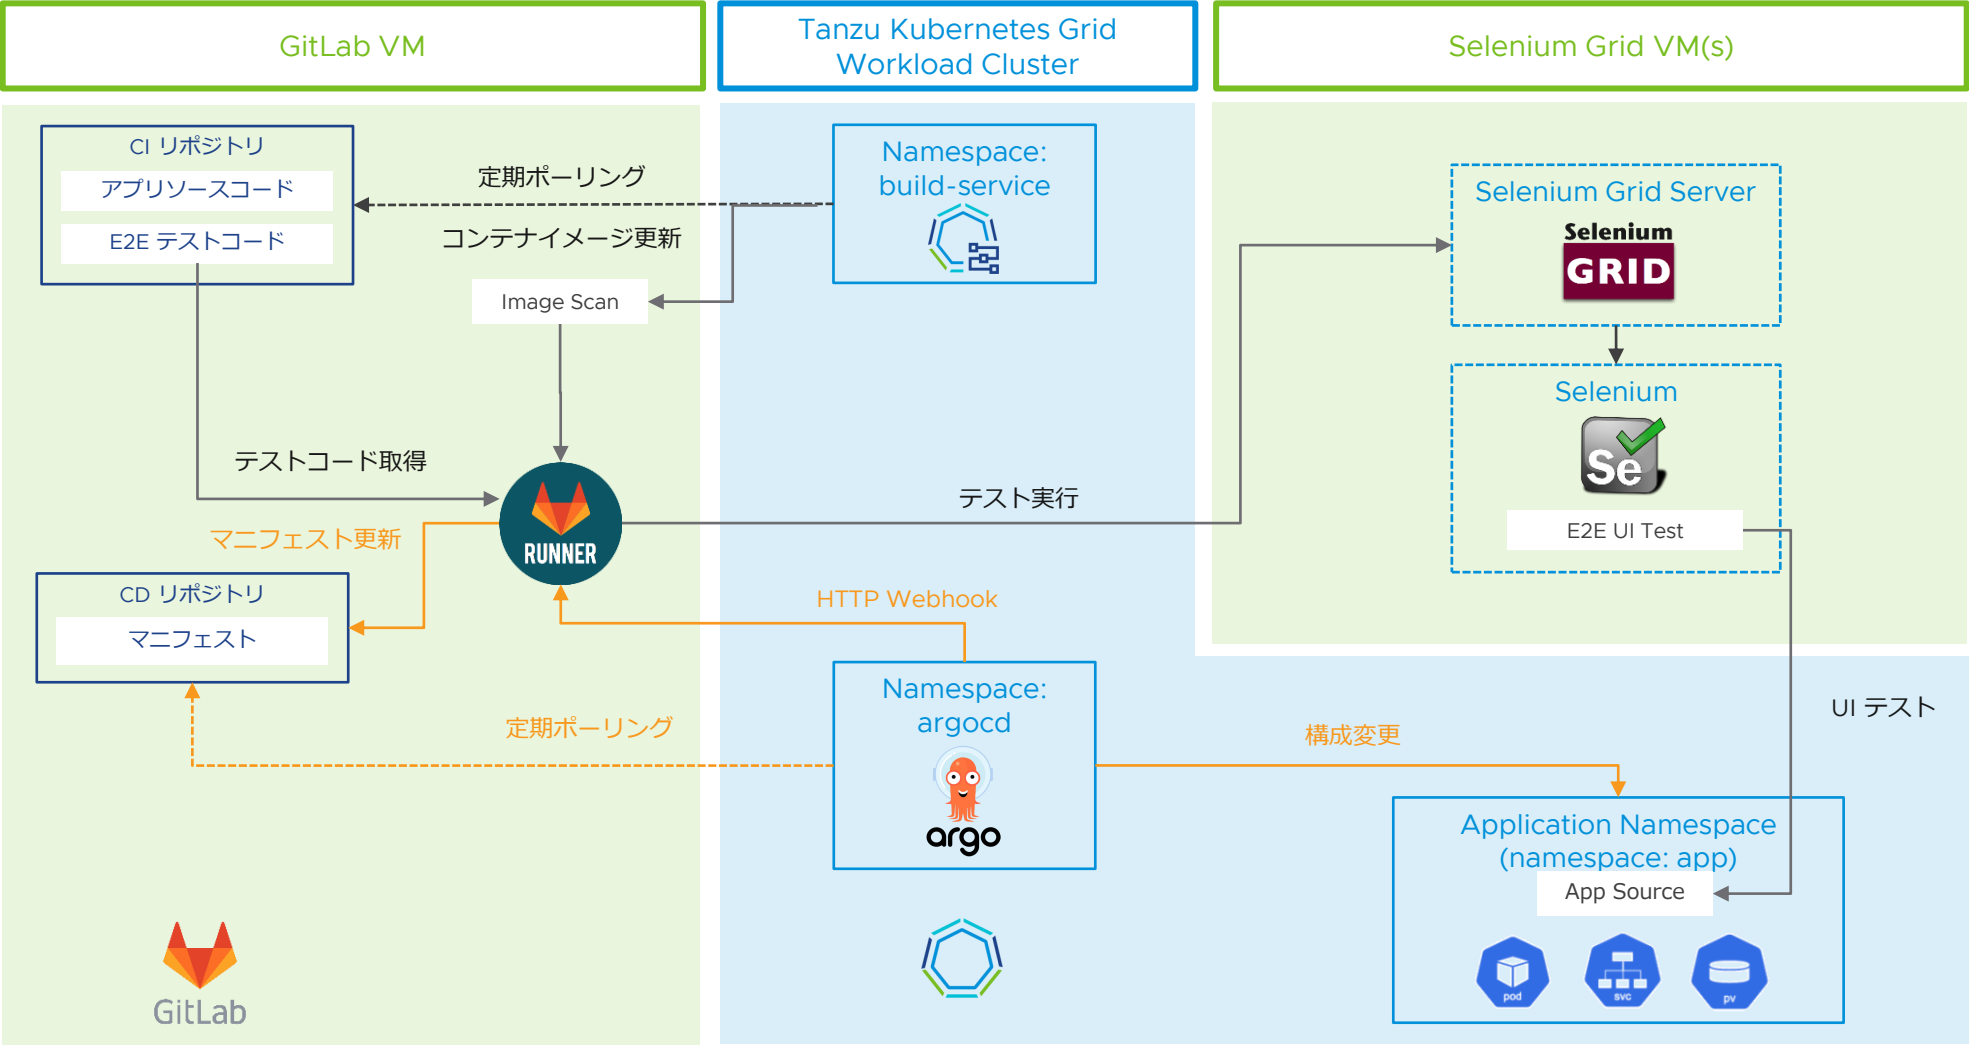 GitLab VM
Tanzu Kubernetes Grid
Workload Cluster
Selenium Grid VM(s)
CI リポジトリ
アプリソースコード
E2E テストコード
定期ポーリング
コンテナイメージ更新
Image Scan
Namespace:
build-service
Selenium Grid Server
Selenium
GRID
Selenium
Se
E2E UI Test
テストコード取得
テスト実行
RUNNER
マニフェスト更新
CD リポジトリ
マニフェスト
HTTP Webhook
Namespace:
argocd
argo
定期ポーリング
構成変更
UI テスト
Application Namespace
(namespace: app)
App Source
pod
svc
pv
GitLab